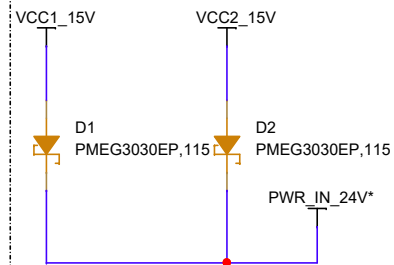 VCC1_15V
VCC2_15V
D1
PMEG3030EP,115
D2
PMEG3030EP,115
PWR_IN_24V*